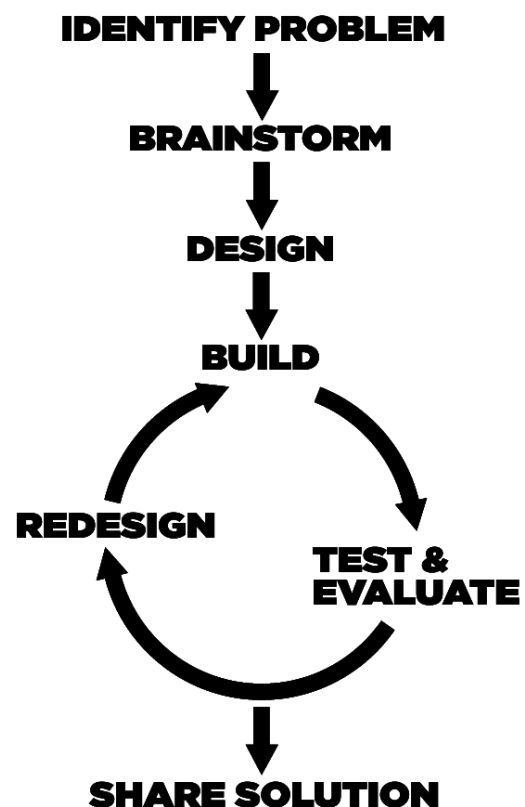 IDENTIFY PROBLEM
BRAINSTORM
DESIGN
BUILD
REDESIGN
TEST &
EVALUATE
SHARE SOLUTION